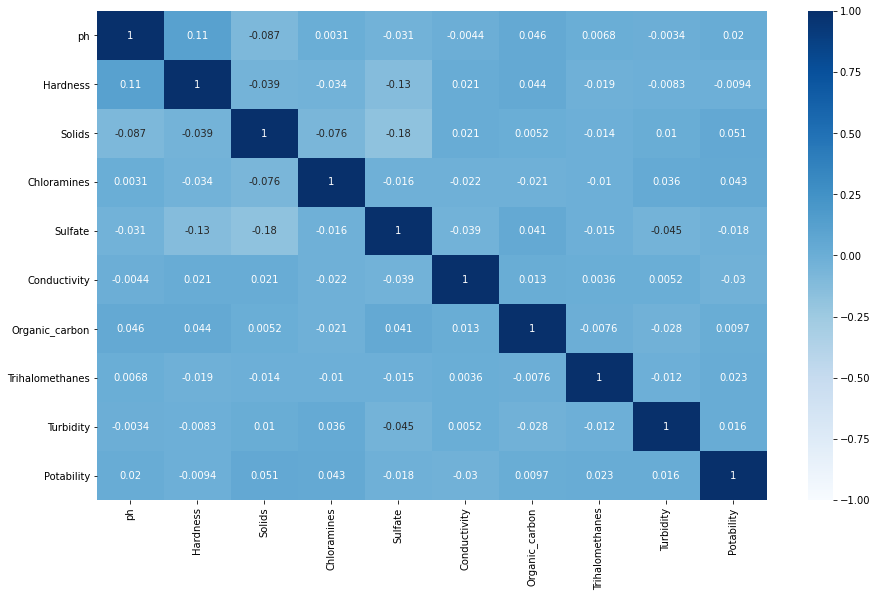 ph 1 0.11 -0.087 0.0031 -0.031 -0.0044 0.046 0.0068 -0.0034 0.02
Hardness 0.11 1 -0.039 -0.034 -0.13 0.021 0.044 -0.019 -0.0083 -0.0094
Solids -0.087 -0.039 1 -0.076 -0.18 0.021 0.0052 -0.014 0.01 0.051
Chloramines 0.0031 -0.034 -0.076 1 -0.016 -0.022 -0.021 -0.01 0.036 0.043
Sulfate -0.031 -0.13 -0.18 -0.016 1 -0.039 0.041 -0.015 -0.045 -0.018
Conductivity -0.0044 0.021 0.021 -0.022 -0.039 1 0.013 0.0036 0.0052 -0.03
Organic_carbon 0.046 0.044 0.0052 -0.021 0.041 0.013 1 -0.0076 -0.028 0.0097
Trihalomethanes 0.0068 -0.019 -0.014 -0.01 -0.015 0.0036 -0.0076 1 -0.012 0.023
Turbidity -0.0034 -0.0083 0.01 0.036 -0.045 0.0052 -0.028 -0.012 1 0.016
Potability 0.02 -0.0094 0.051 0.043 -0.018 -0.03 0.0097 0.023 0.016 1
ph
Hardness
Solids
Chloramines
Sulfate
Conductivity
Organic_carbon
Trihalomethanes
Turbidity
Potability
1.00
0.75
0.50
0.25
0.00
−0.25
−0.50
−0.75
−1.00